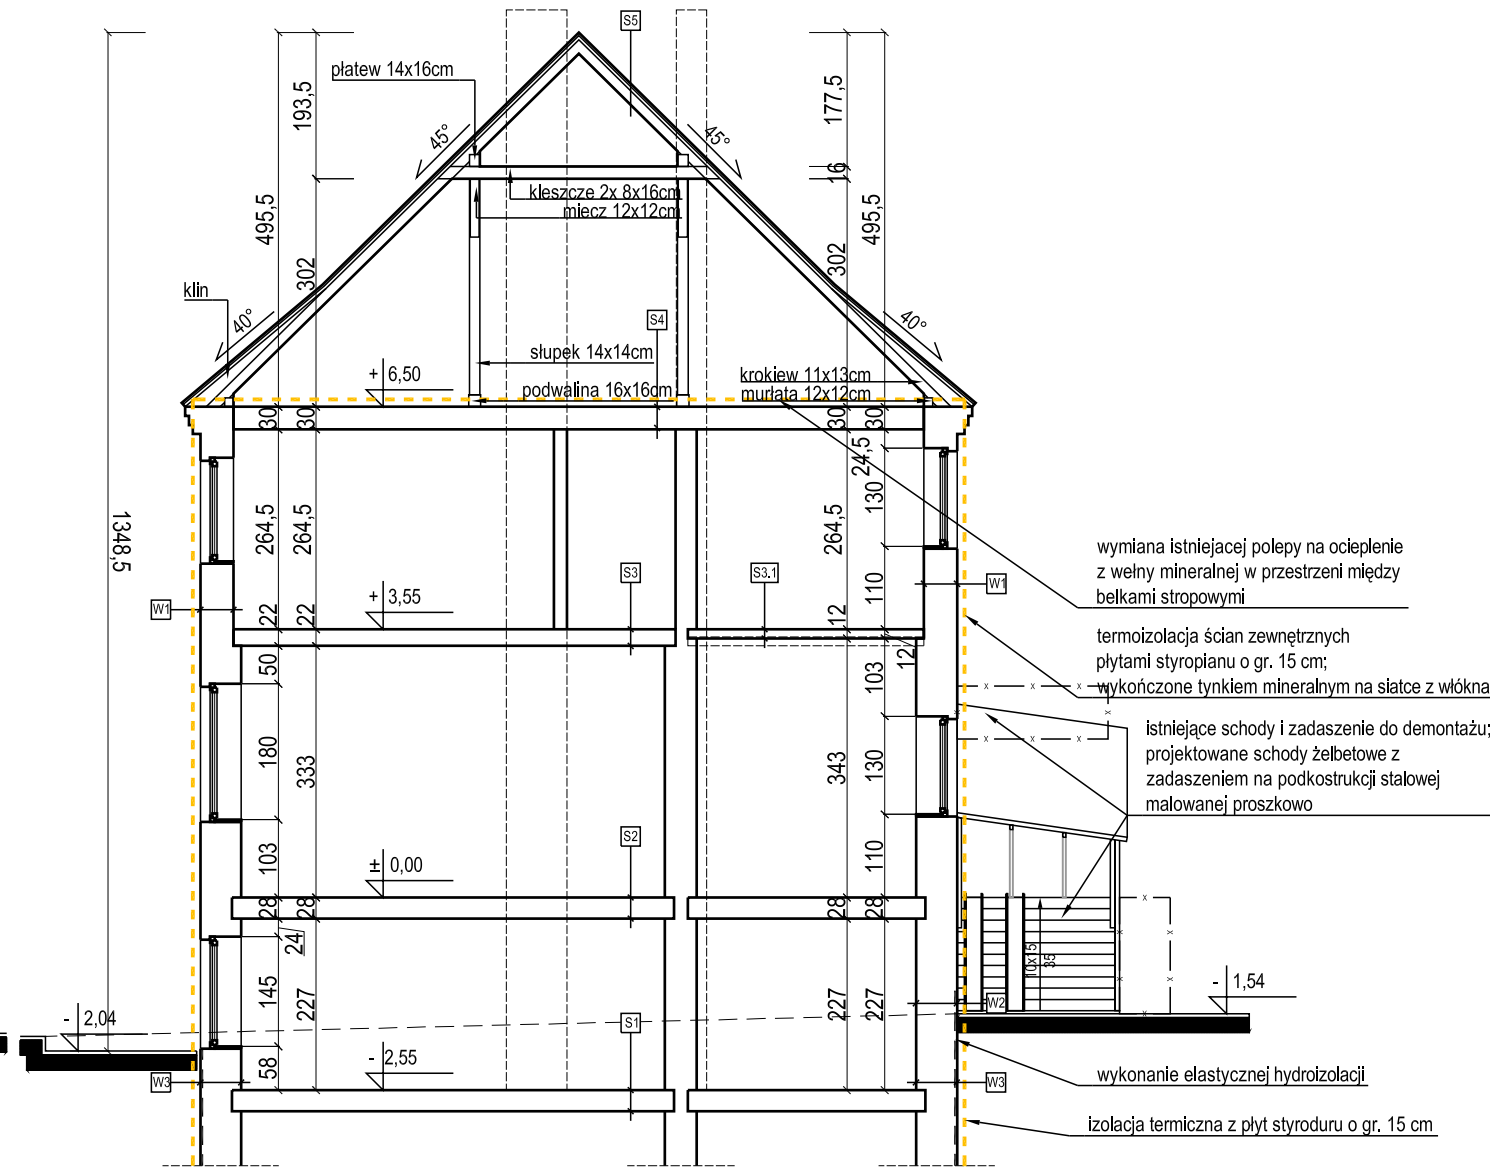 S5
płatew 14x16cm
193,5
177,5
45°
45°
16
kleszcze 2x 8x16cm
miecz 12x12cm
495,5
495,5
302
302
klin
40°
40°
S4
słupek 14x14cm
+ 6,50
podwalina 16x16cm
krokiew 11x13cm
murłata 12x12cm
30
30
30
30
24,5
130
264,5
264,5
264,5
1348,5
wymiana istniejacej polepy na ocieplenie
z wełny mineralnej w przestrzeni między
belkami stropowymi
S3
S3.1
W1
W1
110
+ 3,55
22
22
12
termoizolacja ścian zewnętrznych
płytami styropianu o gr. 15 cm;
wykończone tynkiem mineralnym na siatce z włókna
50
12
103
istniejące schody i zadaszenie do demontażu;
projektowane schody żelbetowe z
zadaszeniem na podkostrukcji stalowej
malowanej proszkowo
180
333
343
130
S2
103
110
± 0,00
28
28
28
28
24
10x15
35
145
227
227
227
- 1,54
W2
- 2,04
S1
- 2,55
58
W3
W3
wykonanie elastycznej hydroizolacji
izolacja termiczna z płyt styroduru o gr. 15 cm